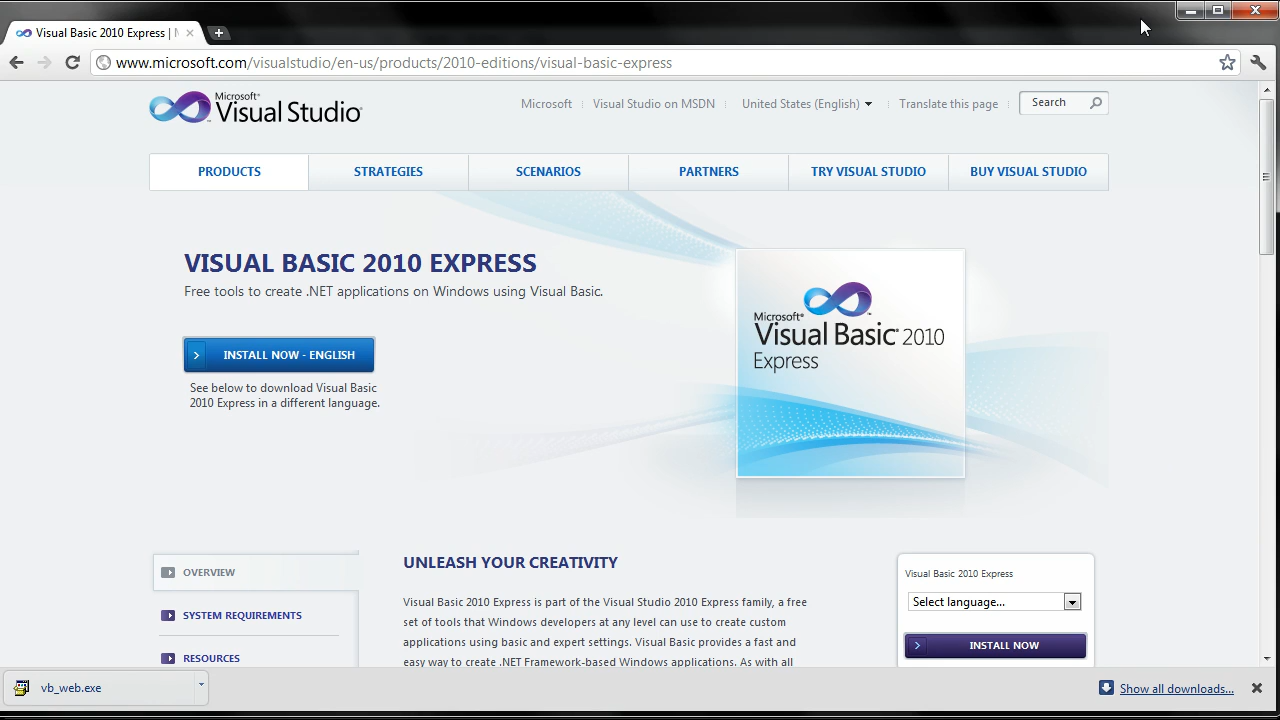 Visual Basic 2010 Express |
www.microsoft.com/visualstudio/en-us/products/2010-editions/visual-basic-express
Microsoft®
Visual Studio®
Microsoft
Visual Studio on MSDN
United States (English)
Translate this page
Search
PRODUCTS
STRATEGIES
SCENARIOS
PARTNERS
TRY VISUAL STUDIO
BUY VISUAL STUDIO
VISUAL BASIC 2010 EXPRESS
Free tools to create .NET applications on Windows using Visual Basic.
INSTALL NOW - ENGLISH
See below to download Visual Basic
2010 Express in a different language.
Microsoft®
Visual Basic® 2010
Express
OVERVIEW
SYSTEM REQUIREMENTS
RESOURCES
UNLEASH YOUR CREATIVITY
Visual Basic 2010 Express is part of the Visual Studio 2010 Express family, a free
set of tools that Windows developers at any level can use to create custom
applications using basic and expert settings. Visual Basic provides a fast and
easy way to create .NET Framework-based Windows applications. As with all
Visual Basic 2010 Express
Select language...
INSTALL NOW
vb_web.exe
Show all downloads...